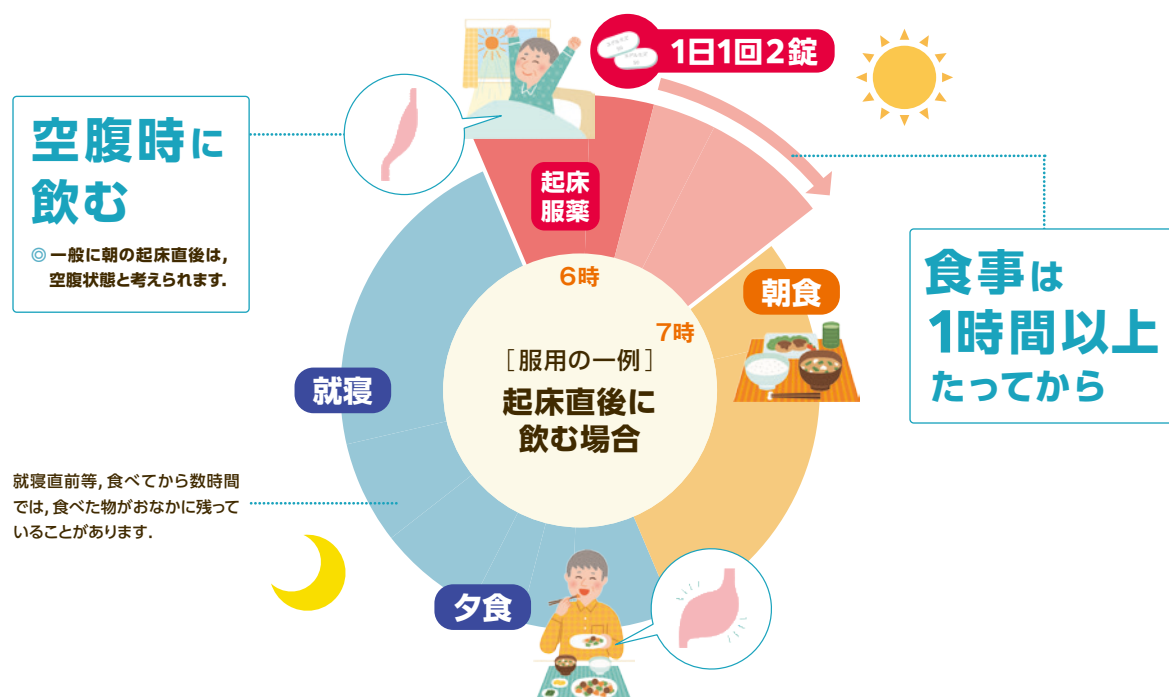 1日1回2錠
空腹時に
飲む
◎ 一般に朝の起床直後は,
空腹状態と考えられます.
起床
服薬
6時
7時
朝食
食事は
1時間以上
たってから
[服用の一例]
起床直後に
飲む場合
就寝
就寝直前等, 食べてから数時間
では, 食べた物がおなかに残って
いることがあります.
夕食